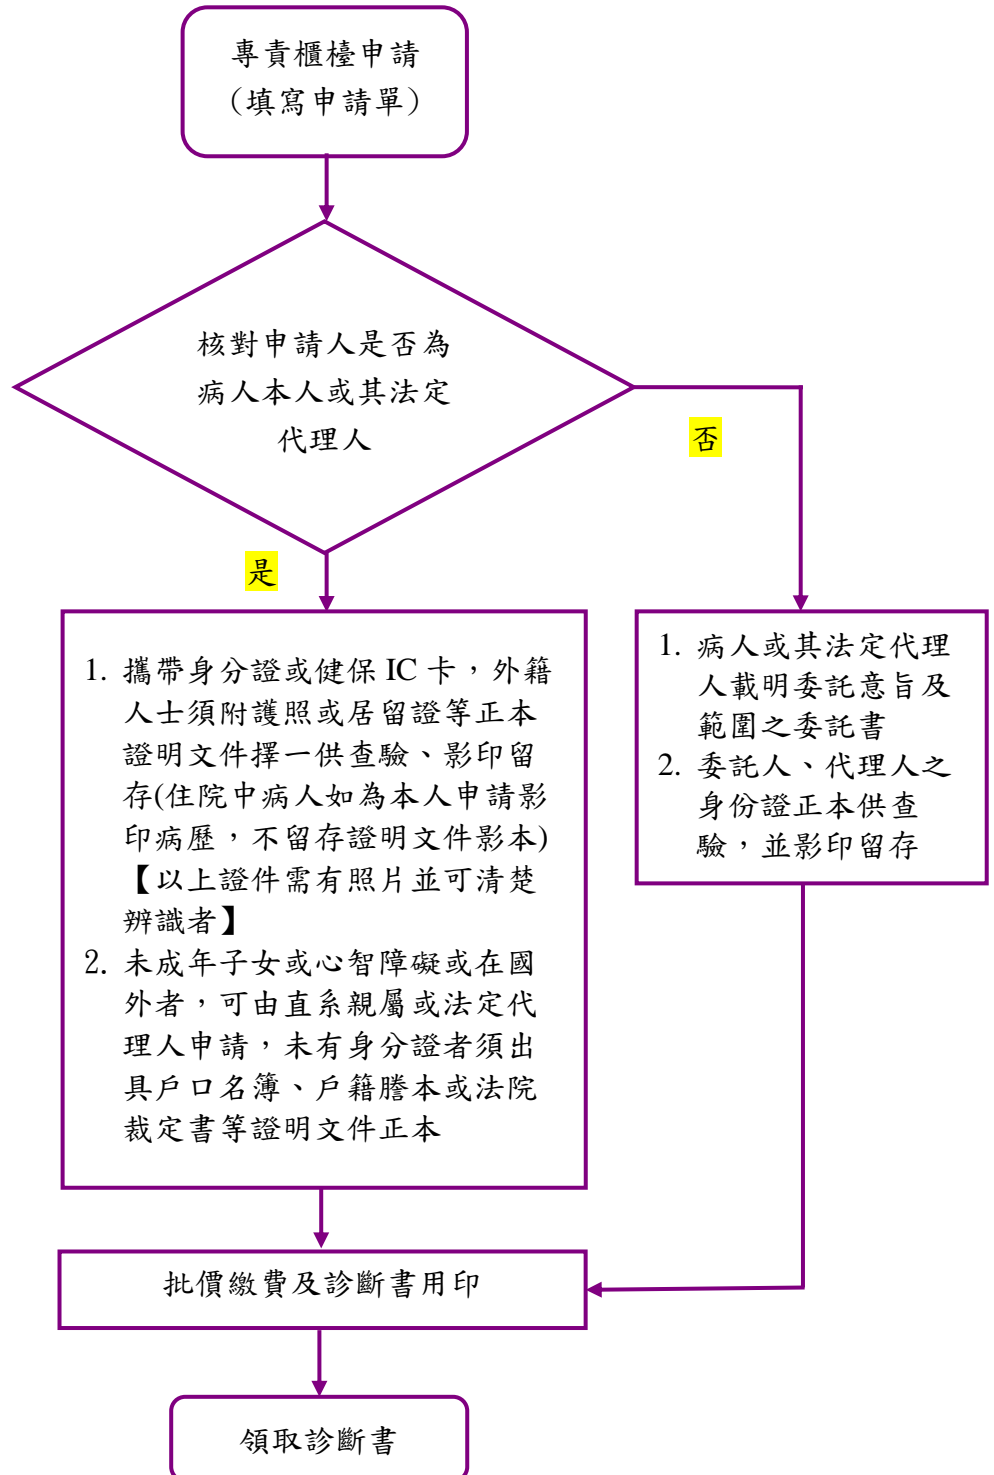 專責櫃檯申請
(填寫申請單)
核對申請人是否為
病人本人或其法定
代理人
否
是
1. 攜帶身分證或健保 IC 卡，外籍
人士須附護照或居留證等正本
證明文件擇一供查驗、影印留
存(住院中病人如為本人申請影
印病歷，不留存證明文件影本)
【以上證件需有照片並可清楚
辨識者】
2. 未成年子女或心智障礙或在國
外者，可由直系親屬或法定代
理人申請，未有身分證者須出
具戶口名簿、戶籍謄本或法院
裁定書等證明文件正本
1. 病人或其法定代理
人載明委託意旨及
範圍之委託書
2. 委託人、代理人之
身份證正本供查
驗，並影印留存
批價繳費及診斷書用印
領取診斷書